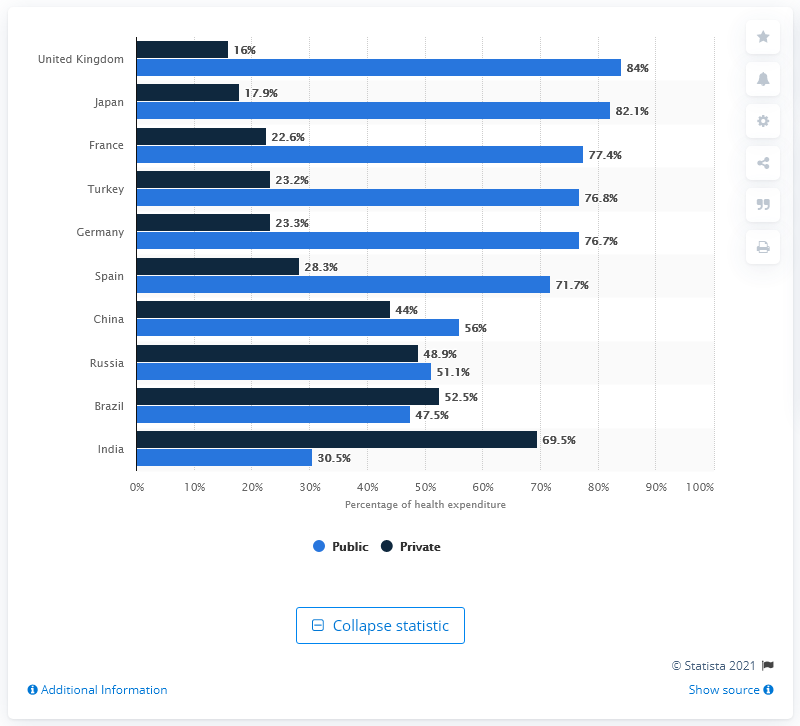 United Kingdom
16%
84%
Japan
17.9%
82.1%
France
22.6%
77.4%
Turkey
23.2%
76.8%
Germany
23.3%
76.7%
Spain
28.3%
71.7%
China
44%
56%
Russia
48.9%
51.1%
Brazil
52.5%
47.5%
India
69.5%
30.5%
0% 10% 20% 30% 40% 50% 60% 70% 80% 90% 100%
Percentage of health expenditure
Public Private
Collapse statistic
© Statista 2021
Additional Information Show source